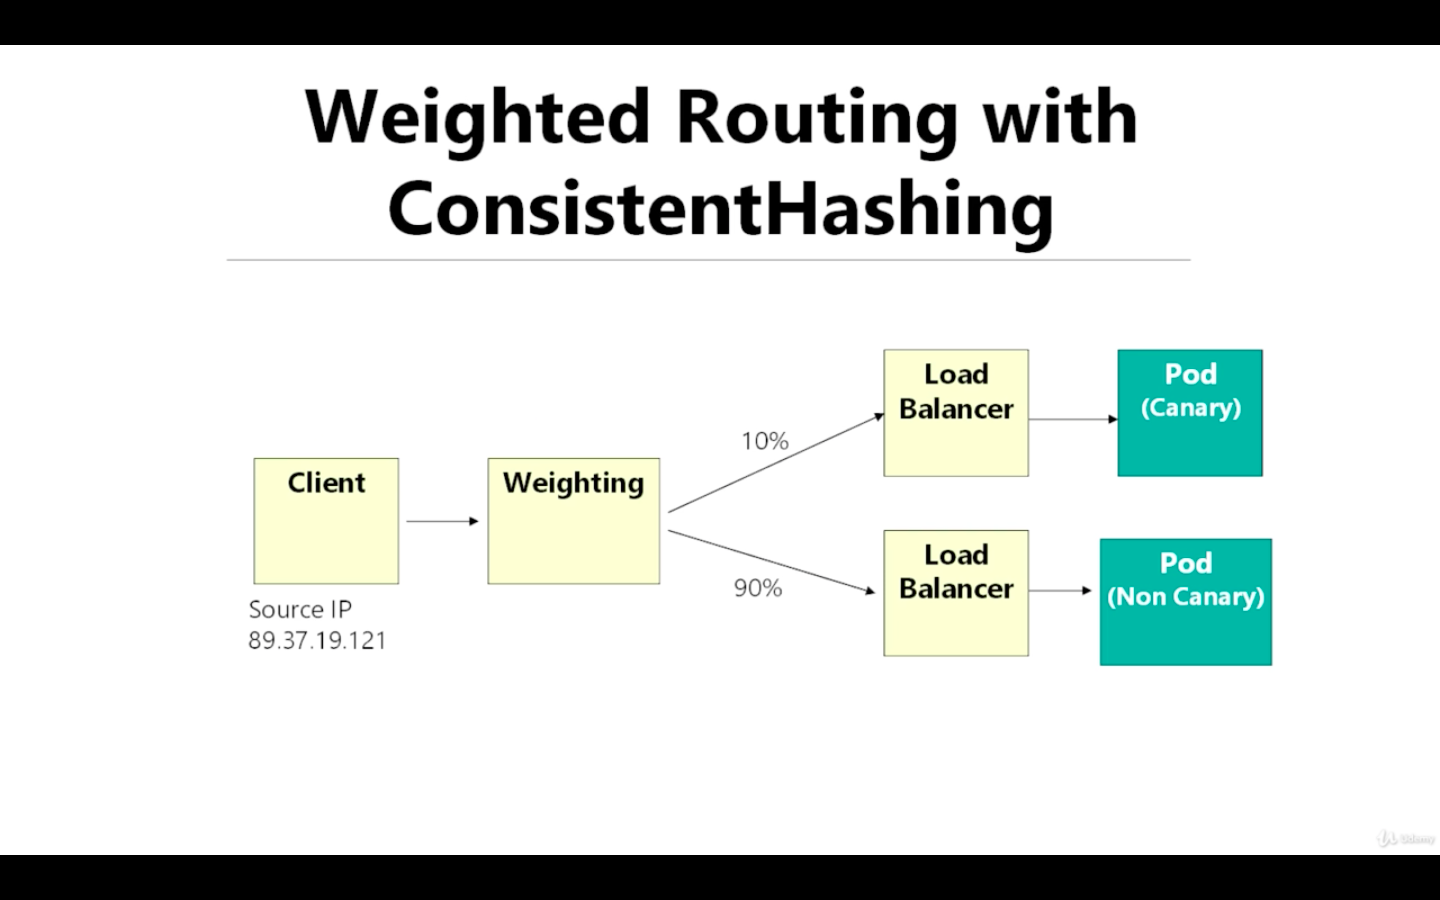 Weighted Routing with
ConsistentHashing
Load
Balancer
Pod
(Canary)
10%
Client
Weighting
Load
Balancer
Pod
(Non Canary)
90%
Source IP
89.37.19.121
Udemy